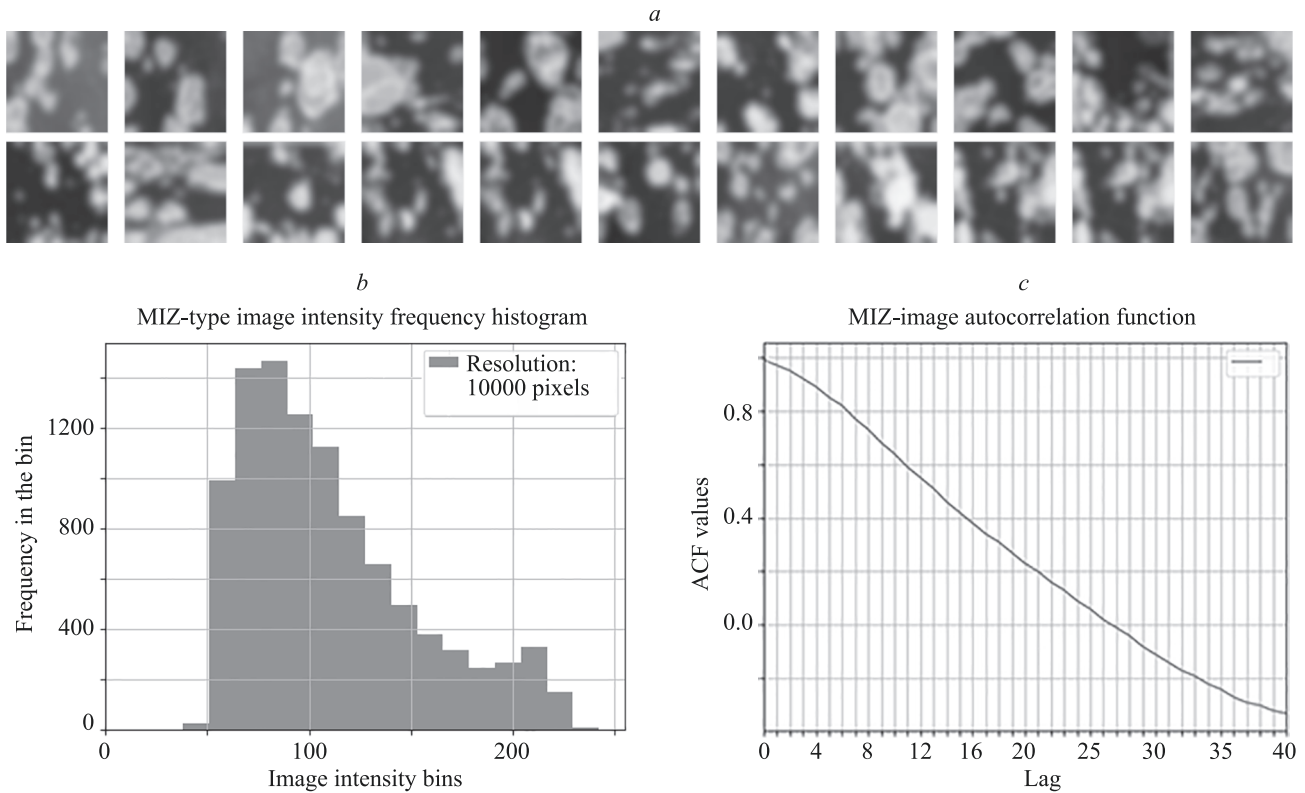 a
b
MIZ-type image intensity frequency histogram
Resolution:
10000 pixels
Frequency in the bin
1200
800
400
0
0 100 200
Image intensity bins
c
MIZ-image autocorrelation function
ACF values
0.8
0.4
0.0
0 4 8 12 16 20 25 30 35 40
Lag